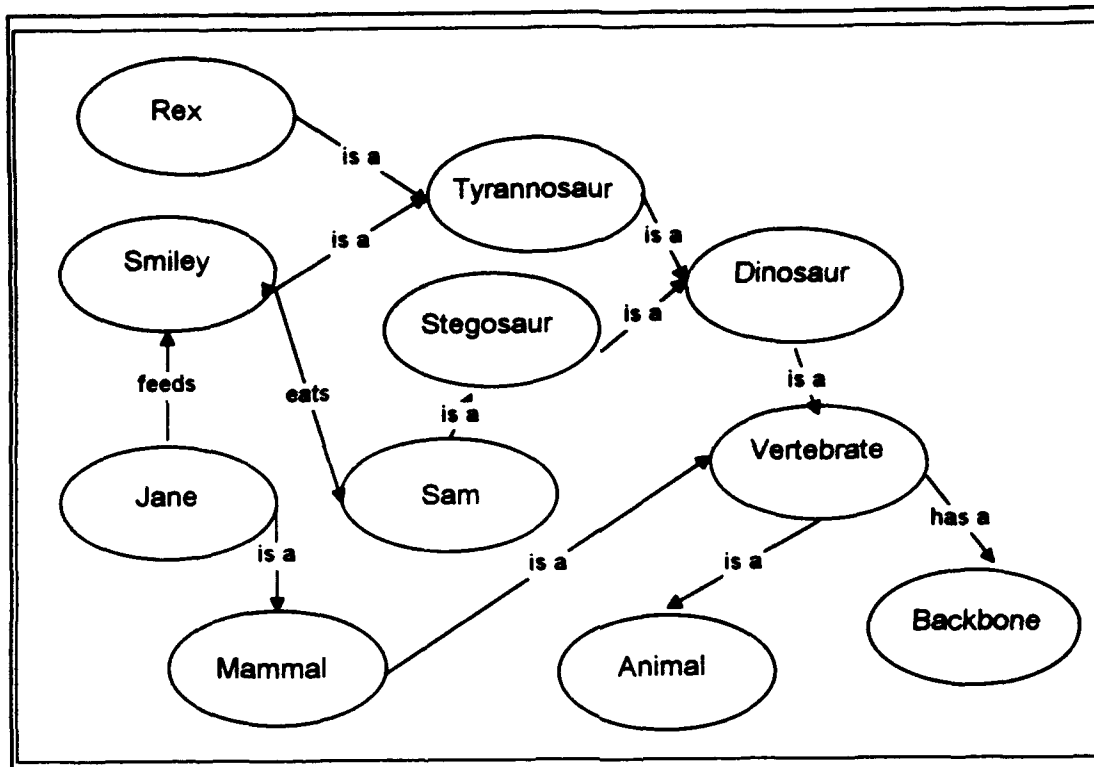 Rex
is a
Tyrannosaur
Smiley
is a
is a
Dinosaur
Stegosaur
is a
feeds
eats
is a
is a
Vertebrate
Jane
Sam
has a
is a
is a
is a
Backbone
Mammal
Animal